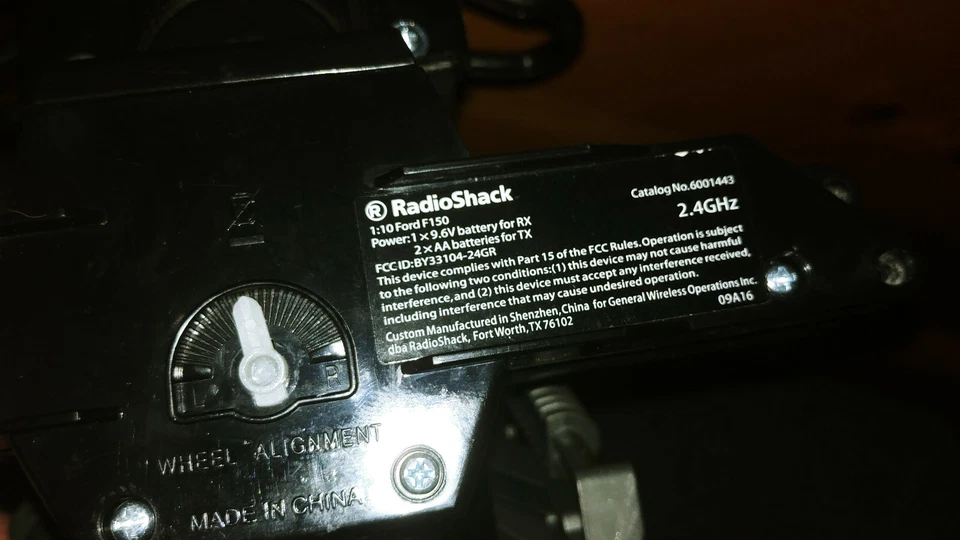 ® RadioShack
Catalog No.6001443
1:10 Ford F150
2.4GHz
Power:1×9.6V battery for RX
2×AA batteries for TX
FCC ID:BY33104-24GR
This device complies with Part 15 of the FCC Rules.Operation is subject
to the following two conditions:(1) this device may not cause harmful
interference,and (2) this device must accept any interference received,
including interference that may cause undesired operation.
Custom Manufactured in Shenzhen,China for General Wireless Operations Inc.
dba RadioShack, Fort Worth,TX 76102
09A16
L
R
WHEEL ALIGNMENT
MADE IN CHINA